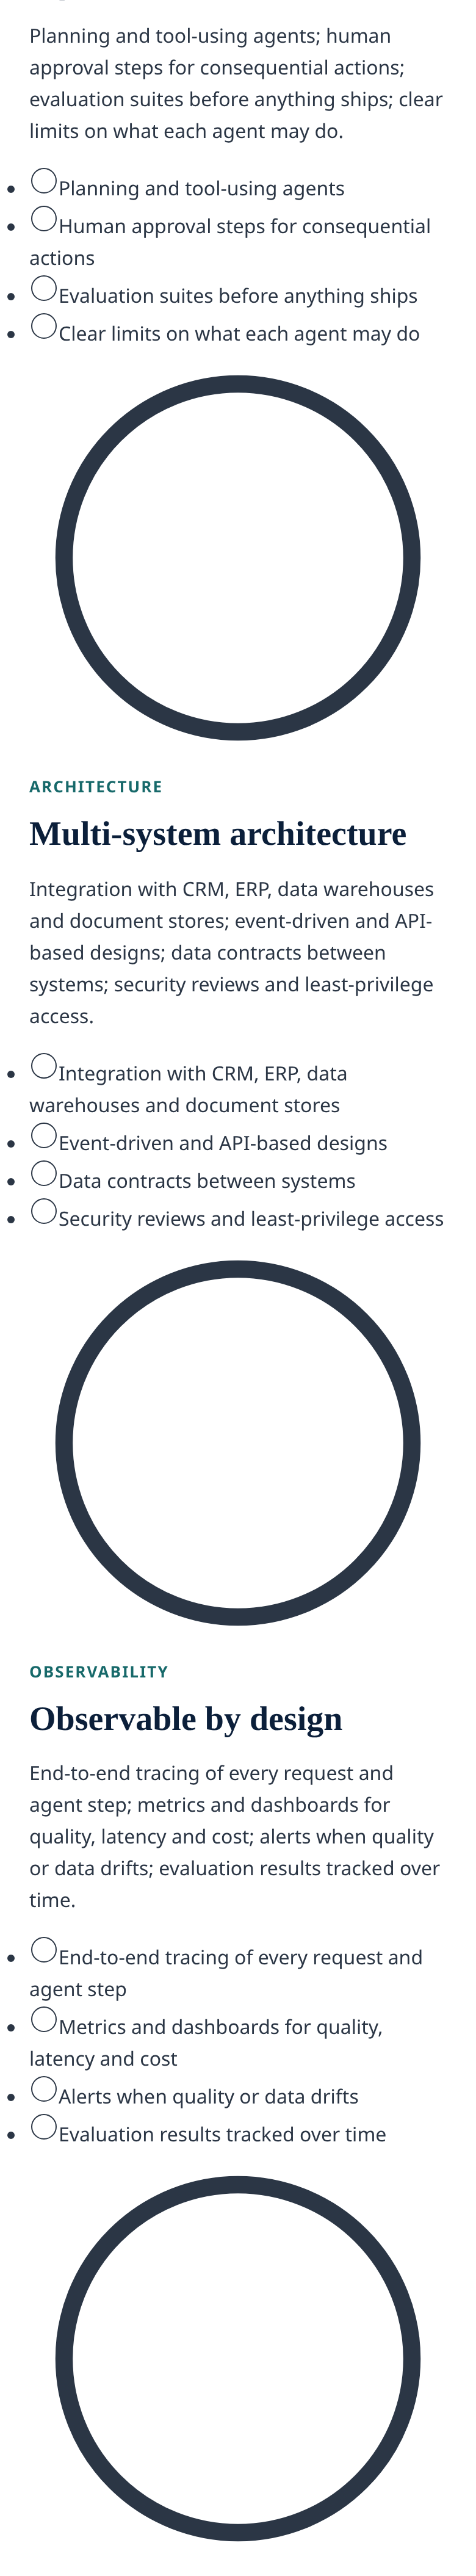 Planning and tool-using agents; human
approval steps for consequential actions;
evaluation suites before anything ships; clear
limits on what each agent may do.
Planning and tool-using agents
Human approval steps for consequential
actions
Evaluation suites before anything ships
Clear limits on what each agent may do
ARCHITECTURE
Multi-system architecture
Integration with CRM, ERP, data warehouses
and document stores; event-driven and API-
based designs; data contracts between
systems; security reviews and least-privilege
access.
Integration with CRM, ERP, data
warehouses and document stores
Event-driven and API-based designs
Data contracts between systems
Security reviews and least-privilege access
OBSERVABILITY
Observable by design
End-to-end tracing of every request and
agent step; metrics and dashboards for
quality, latency and cost; alerts when quality
or data drifts; evaluation results tracked over
time.
End-to-end tracing of every request and
agent step
Metrics and dashboards for quality,
latency and cost
Alerts when quality or data drifts
Evaluation results tracked over time